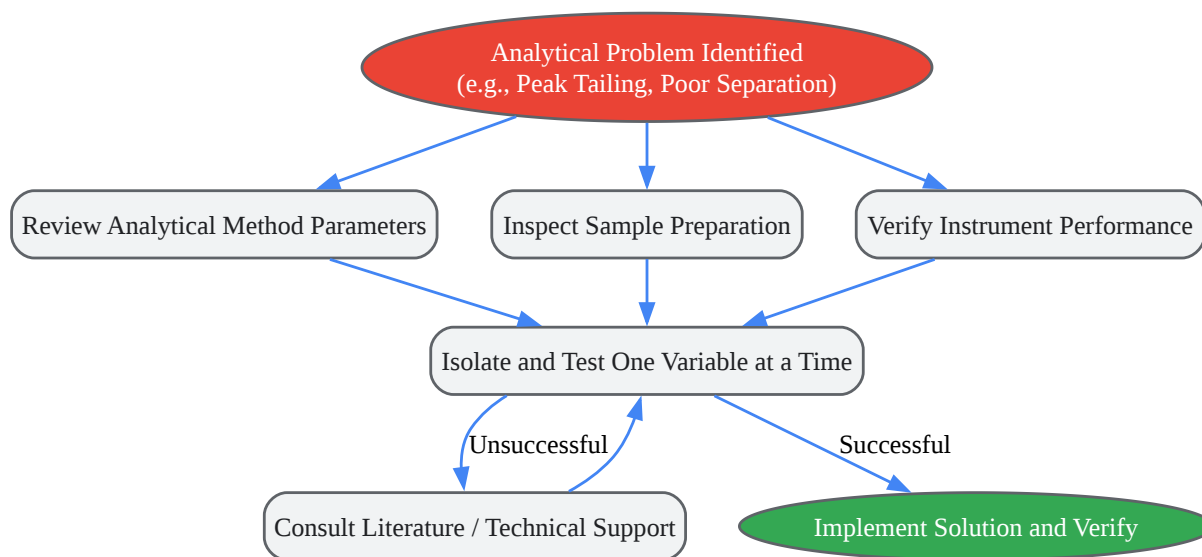 Analytical Problem Identified
(e.g., Peak Tailing, Poor Separation)
Review Analytical Method Parameters
Inspect Sample Preparation
Verify Instrument Performance
Isolate and Test One Variable at a Time
Unsuccessful
Successful
Consult Literature / Technical Support
Implement Solution and Verify